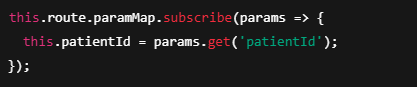 this.route.paramMap.subscribe(params => {
  this.patientId = params.get('patientId');
});